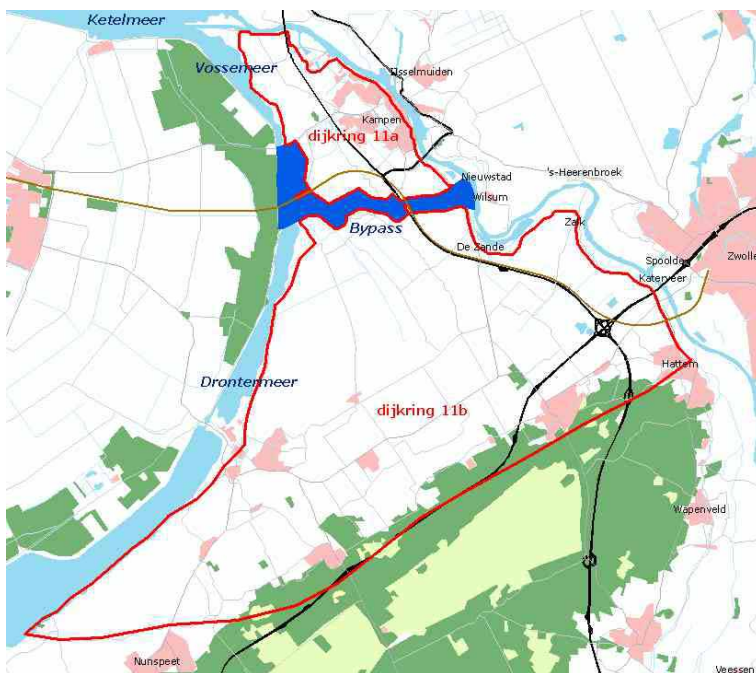 Ketelmeer
Vossemeer
IJsselmuiden
Kampen
dijkring 11a
Nieuwstad
's-Heerenbroek
Wilsum
Bypass
Zalk
De Zande
Spoolde
Zwolle
Katerveer
Hattem
Drontermeer
dijkring 11b
Wapenveld
Nunspeet
Veessen